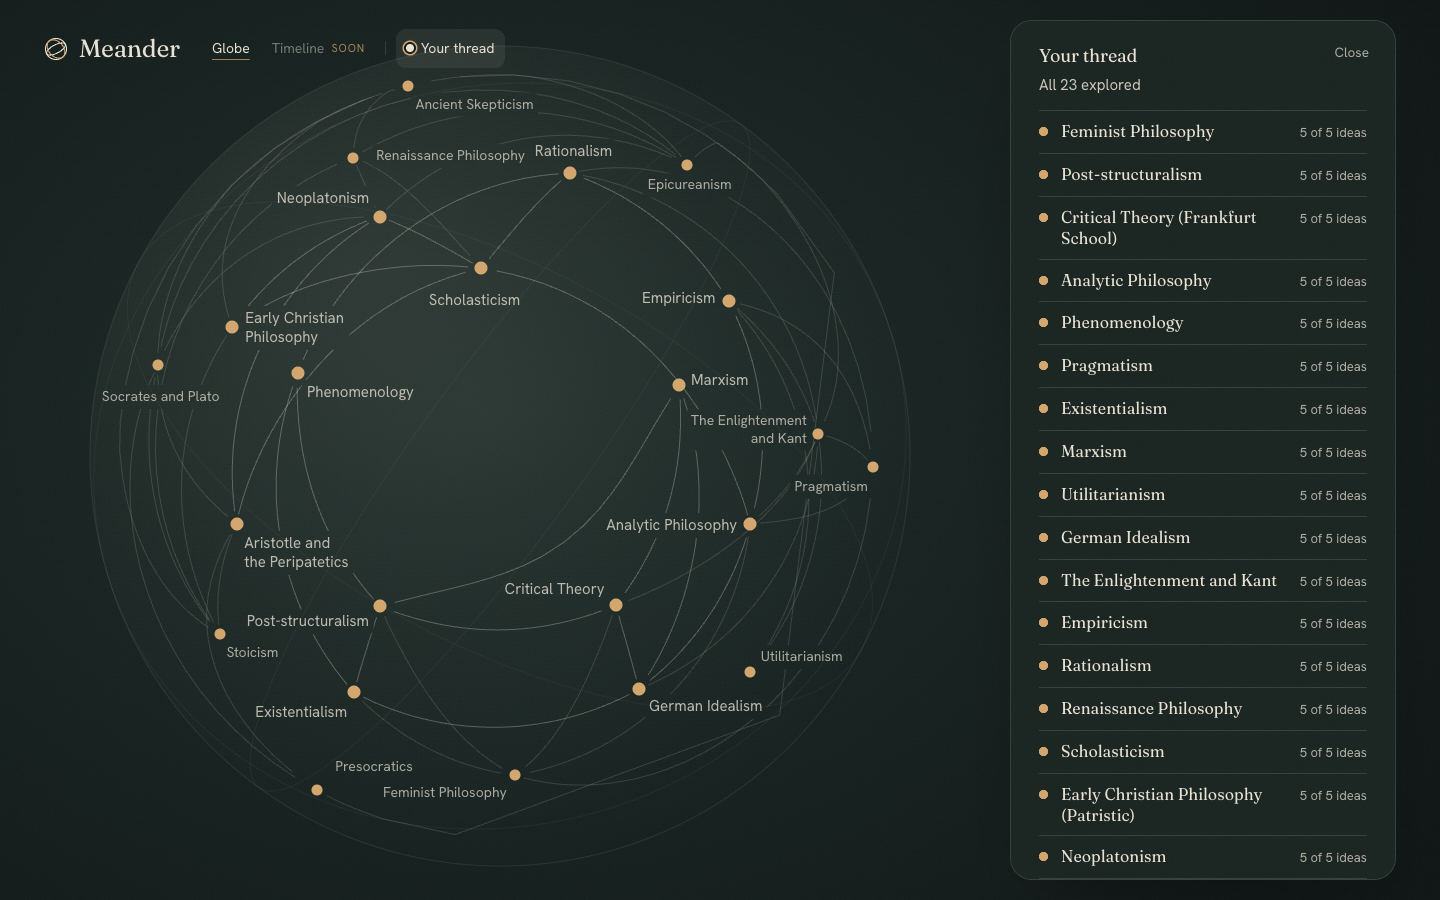 Meander
Globe
Timeline SOON
Your thread
Ancient Skepticism
Renaissance Philosophy
Rationalism
Epicureanism
Neoplatonism
Scholasticism
Empiricism
Early Christian
Philosophy
Socrates and Plato
Phenomenology
Marxism
The Enlightenment
and Kant
Pragmatism
Analytic Philosophy
Aristotle and
the Peripatetics
Critical Theory
Post-structuralism
Stoicism
Utilitarianism
Existentialism
German Idealism
Presocratics
Feminist Philosophy
Your thread
Close
All 23 explored
Feminist Philosophy 5 of 5 ideas
Post-structuralism 5 of 5 ideas
Critical Theory (Frankfurt 5 of 5 ideas
School)
Analytic Philosophy 5 of 5 ideas
Phenomenology 5 of 5 ideas
Pragmatism 5 of 5 ideas
Existentialism 5 of 5 ideas
Marxism 5 of 5 ideas
Utilitarianism 5 of 5 ideas
German Idealism 5 of 5 ideas
The Enlightenment and Kant 5 of 5 ideas
Empiricism 5 of 5 ideas
Rationalism 5 of 5 ideas
Renaissance Philosophy 5 of 5 ideas
Scholasticism 5 of 5 ideas
Early Christian Philosophy 5 of 5 ideas
(Patristic)
Neoplatonism 5 of 5 ideas